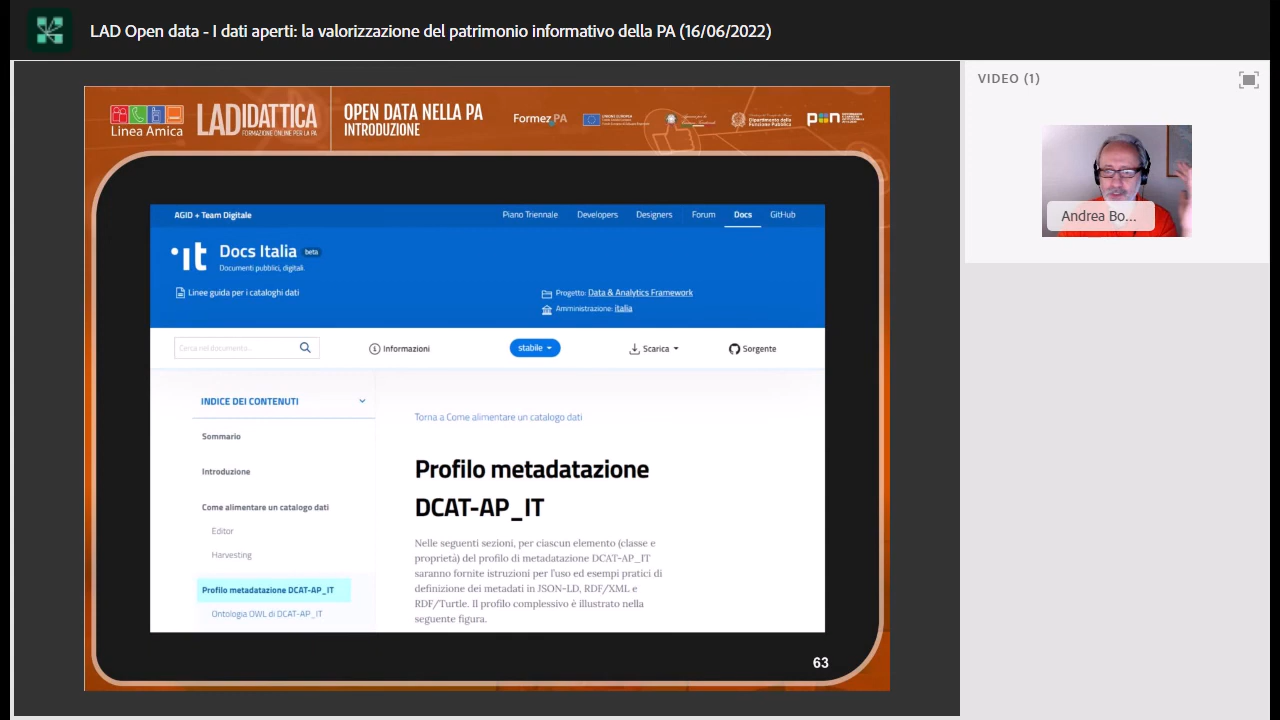 LAD Open data - I dati aperti: la valorizzazione del patrimonio informativo della PA (16/06/2022)
VIDEO (1)
Andrea Bo...
Linea Amica
LADIDATTICA
FORMAZIONE ONLINE PER LA PA
OPEN DATA NELLA PA
INTRODUZIONE
Formez PA
UNIONE EUROPEA
Dipartimento della
Funzione Pubblica
pon
AGID + Team Digitale
Piano Triennale
Developers
Designers
Forum
Docs
GitHub
·it
Docs Italia beta
Documenti pubblici, digitali.
Linee guida per i cataloghi dati
Progetto: Data & Analytics Framework
Amministrazione: italia
Cerca nel documento...
Informazioni
stabile
Scarica
Sorgente
INDICE DEI CONTENUTI
Sommario
Introduzione
Come alimentare un catalogo dati
Editor
Harvesting
Profilo metadatazione DCAT-AP_IT
Ontologia OWL di DCAT-AP_IT
Torna a Come alimentare un catalogo dati
Profilo metadatazione
DCAT-AP_IT
Nelle seguenti sezioni, per ciascun elemento (classe e
proprietà) del profilo di metadatazione DCAT-AP_IT
saranno fornite istruzioni per l'uso ed esempi pratici di
definizione dei metadati in JSON-LD, RDF/XML e
RDF/Turtle. Il profilo complessivo è illustrato nella
seguente figura.
63